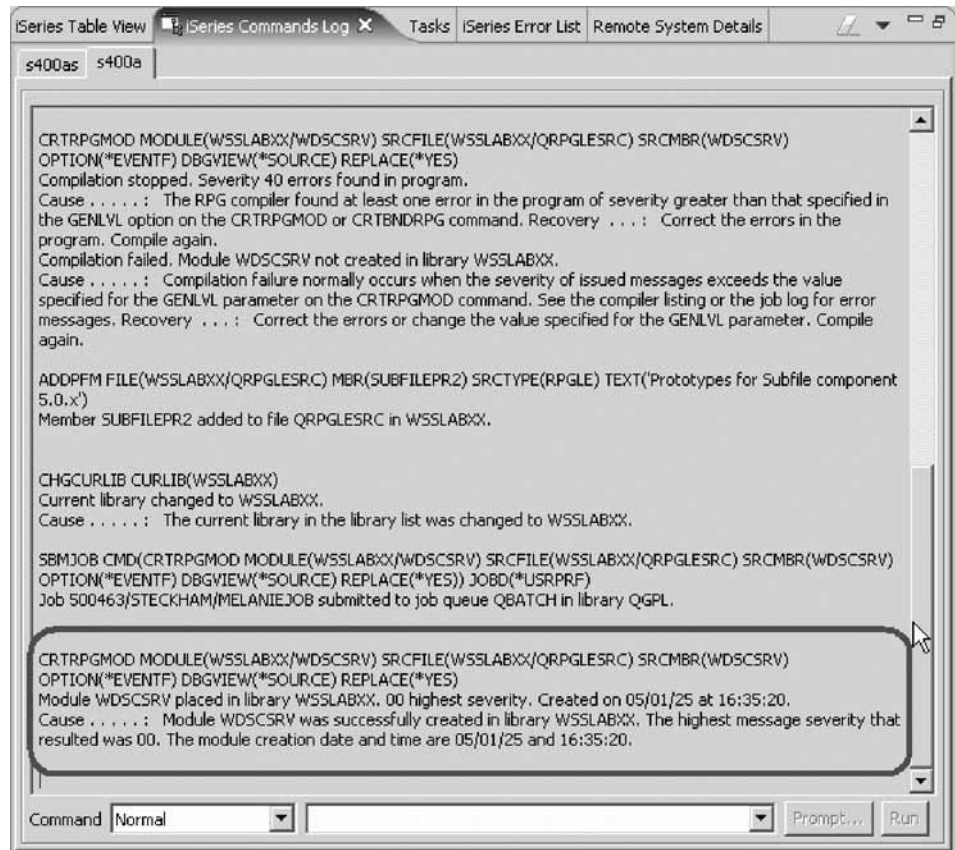 iSeries Table View iSeries Commands Log Tasks iSeries Error List Remote System Details
s400as s400a
CRTRPGMOD MODULE(WSSLABXX/WDSCSRV) SRCFILE(WSSLABXX/QRPGLESRC) SRCMBR(WDSCSRV)
OPTION(*EVENTF) DBGVIEW(*SOURCE) REPLACE(*YES)
Compilation stopped. Severity 40 errors found in program.
Cause . . . . . : The RPG compiler found at least one error in the program of severity greater than that specified in
the GENLVL option on the CRTRPGMOD or CRTBNDRPG command. Recovery . . . : Correct the errors in the
program. Compile again.
Compilation failed. Module WDSCSRV not created in library WSSLABXX.
Cause . . . . . : Compilation failure normally occurs when the severity of issued messages exceeds the value
specified for the GENLVL parameter on the CRTRPGMOD command. See the compiler listing or the job log for error
messages. Recovery . . . : Correct the errors or change the value specified for the GENLVL parameter. Compile
again.
ADDPFM FILE(WSSLABXX/QRPGLESRC) MBR(SUBFILEPR2) SRCTYPE(RPGLE) TEXT('Prototypes for Subfile component
5.0.x')
Member SUBFILEPR2 added to file QRPGLESRC in WSSLABXX.
CHGCURLIB CURLIB(WSSLABXX)
Current library changed to WSSLABXX.
Cause . . . . . : The current library in the library list was changed to WSSLABXX.
SBMJOB CMD(CRTRPGMOD MODULE(WSSLABXX/WDSCSRV) SRCFILE(WSSLABXX/QRPGLESRC) SRCMBR(WDSCSRV)
OPTION(*EVENTF) DBGVIEW(*SOURCE) REPLACE(*YES)) JOBD(*USRPRF)
Job 500463/STECKHAM/MELANIEJOB submitted to job queue QBATCH in library QGPL.
CRTRPGMOD MODULE(WSSLABXX/WDSCSRV) SRCFILE(WSSLABXX/QRPGLESRC) SRCMBR(WDSCSRV)
OPTION(*EVENTF) DBGVIEW(*SOURCE) REPLACE(*YES)
Module WDSCSRV placed in library WSSLABXX. 00 highest severity. Created on 05/01/25 at 16:35:20.
Cause . . . . . : Module WDSCSRV was successfully created in library WSSLABXX. The highest message severity that
resulted was 00. The module creation date and time are 05/01/25 and 16:35:20.
Command Normal Prompt... Run